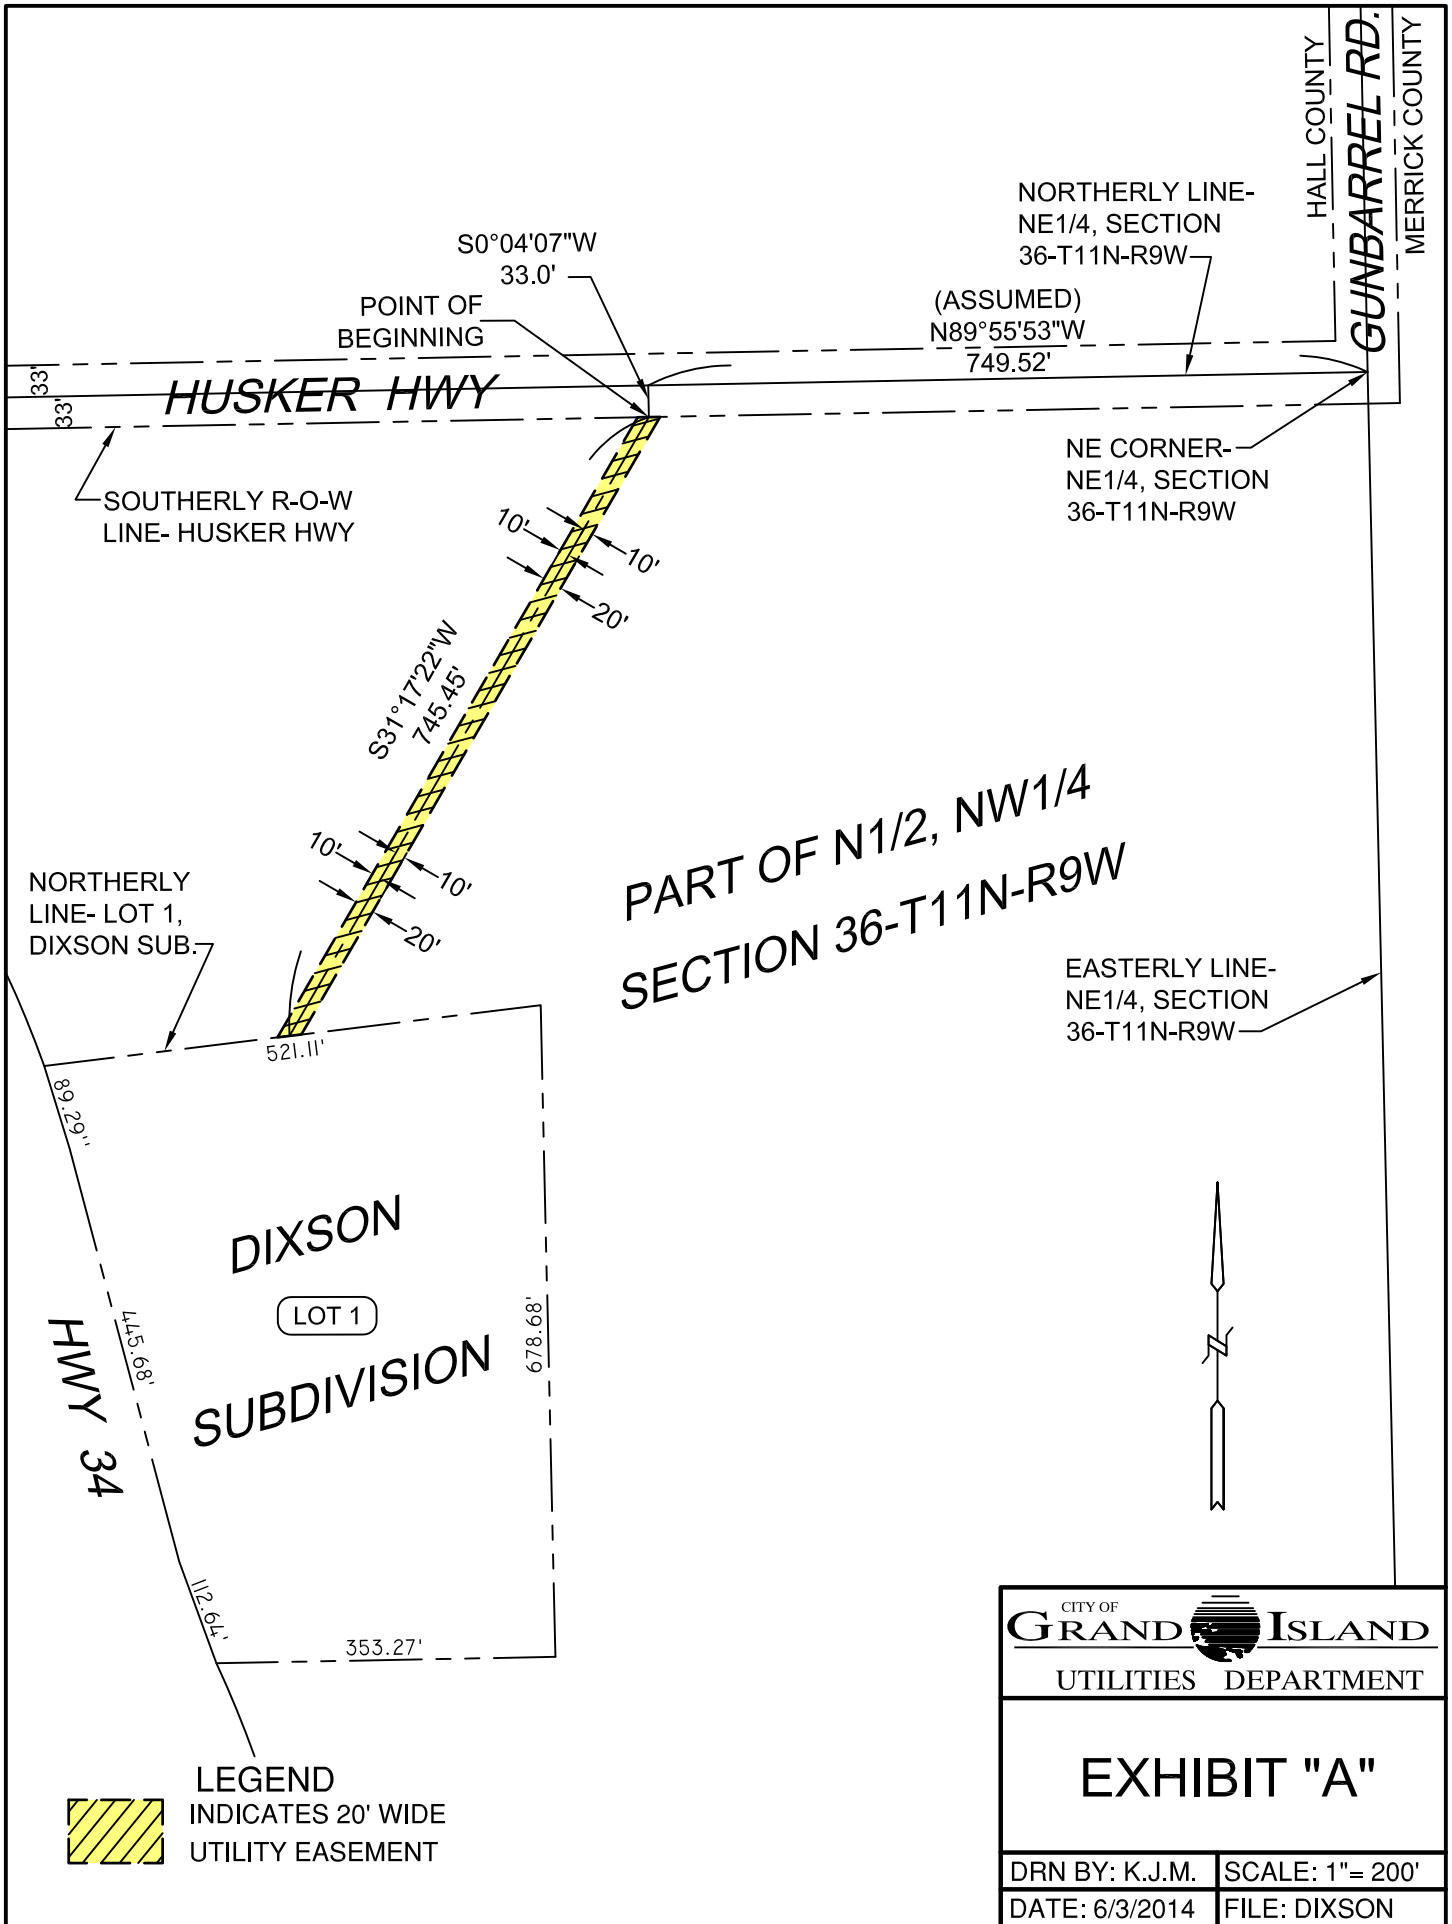 HALL COUNTY
GUNBARREL RD.
MERRICK COUNTY
NORTHERLY LINE-
NE1/4, SECTION
36-T11N-R9W
S0°04'07"W
33.0'
POINT OF
BEGINNING
(ASSUMED)
N89°55'53"W
749.52'
33'
33'
HUSKER HWY
NE CORNER-
NE1/4, SECTION
36-T11N-R9W
SOUTHERLY R-O-W
LINE- HUSKER HWY
10'
10'
20'
S31°17'22"W
745.45'
PART OF N1/2, NW1/4
SECTION 36-T11N-R9W
10'
10'
20'
NORTHERLY
LINE- LOT 1,
DIXSON SUB.
EASTERLY LINE-
NE1/4, SECTION
36-T11N-R9W
521.11'
89.29''
DIXSON
LOT 1
SUBDIVISION
445.68'
678.68'
HWY 34
112.64'
353.27'
CITY OF
GRAND ISLAND
UTILITIES DEPARTMENT
EXHIBIT "A"
LEGEND
INDICATES 20' WIDE
UTILITY EASEMENT
DRN BY: K.J.M.
SCALE: 1"= 200'
DATE: 6/3/2014
FILE: DIXSON